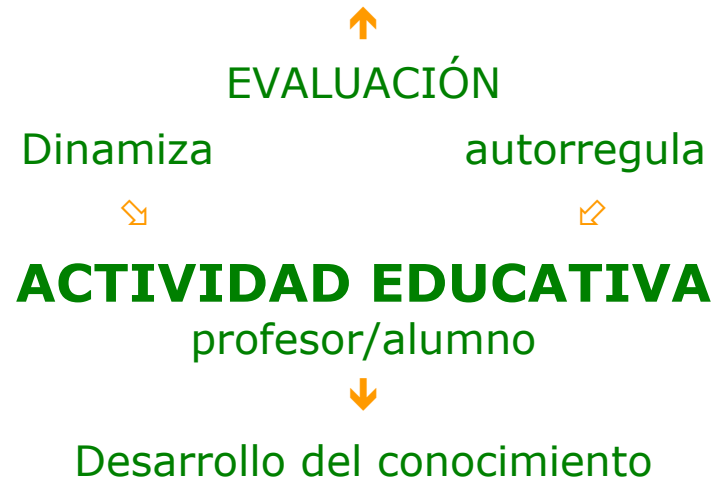 EVALUACIÓN
Dinamiza autorregula
ACTIVIDAD EDUCATIVA
profesor/alumno
Desarrollo del conocimiento